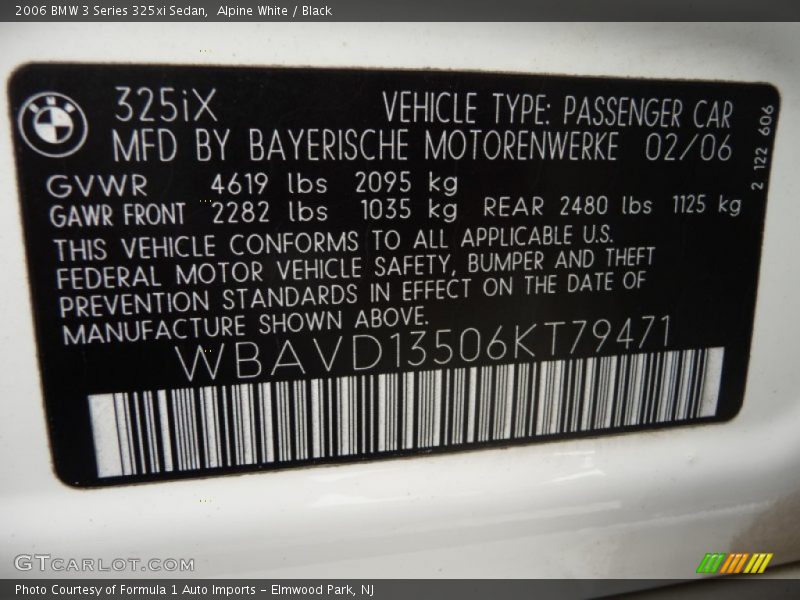 2006 BMW 3 Series 325xi Sedan,  Alpine White / Black
BMW
325iX VEHICLE TYPE: PASSENGER CAR
MFD BY BAYERISCHE MOTORENWERKE 02/06
GVWR 4619 lbs 2095 kg
GAWR FRONT 2282 lbs 1035 kg REAR 2480 lbs 1125 kg
THIS VEHICLE CONFORMS TO ALL APPLICABLE U.S.
FEDERAL MOTOR VEHICLE SAFETY, BUMPER AND THEFT
PREVENTION STANDARDS IN EFFECT ON THE DATE OF
MANUFACTURE SHOWN ABOVE.
WBAVD13506KT79471
2 122 606
GTCARLOT.COM
Photo Courtesy of Formula 1 Auto Imports - Elmwood Park, NJ